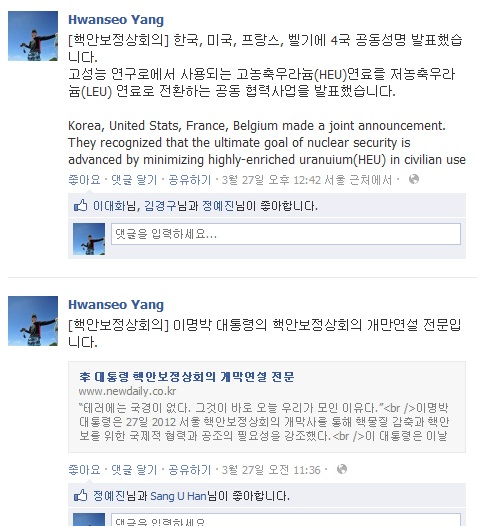 Hwanseo Yang
[핵안보정상회의] 한국, 미국, 프랑스, 벨기에 4국 공동성명 발표했습
니다.
고성능 연구로에서 사용되는 고농축우라늄(HEU)연료를 저농축우라
늄(LEU) 연료로 전환하는 공동 협력사업을 발표했습니다.
Korea, United Stats, France, Belgium made a joint announcement.
They recognized that the ultimate goal of nuclear security is
advanced by minimizing highly-enriched uranuium(HEU) in civilian use
좋아요 · 댓글 달기 · 공유하기 · 3월 27일 오후 12:42 서울 근처에서 ·
이대화님, 김경구님과 정예진님이 좋아합니다.
댓글을 입력하세요...
Hwanseo Yang
[핵안보정상회의] 이명박 대통령의 핵안보정상회의 개막연설 전문입
니다.
李 대통령 핵안보정상회의 개막연설 전문
www.newdaily.co.kr
“테러에는 국경이 없다. 그것이 바로 오늘 우리가 모인 이유다.”<br />이명박
대통령은 27일 2012 서울 핵안보정상회의 개막사를 통해 핵물질 감축과 핵안
보를 위한 국제적 협력과 공조의 필요성을 강조했다.<br />이 대통령은 이날
좋아요 · 댓글 달기 · 공유하기 · 3월 27일 오전 11:36 ·
정예진님과 Sang U Han님이 좋아합니다.
댓글을 입력하세요...